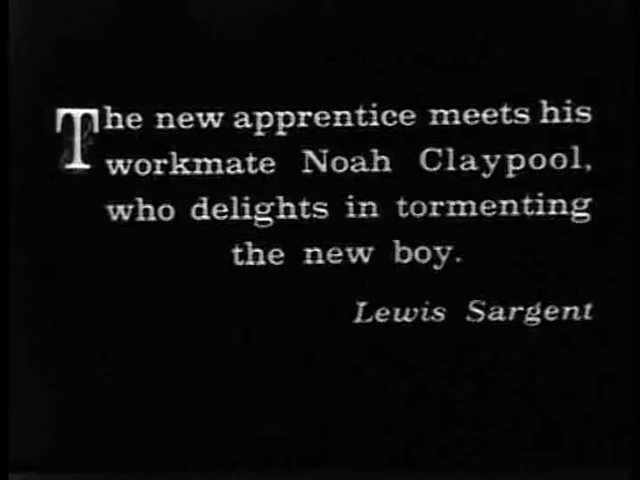 The new apprentice meets his
workmate Noah Claypool,
who delights in tormenting
the new boy.
Lewis Sargent